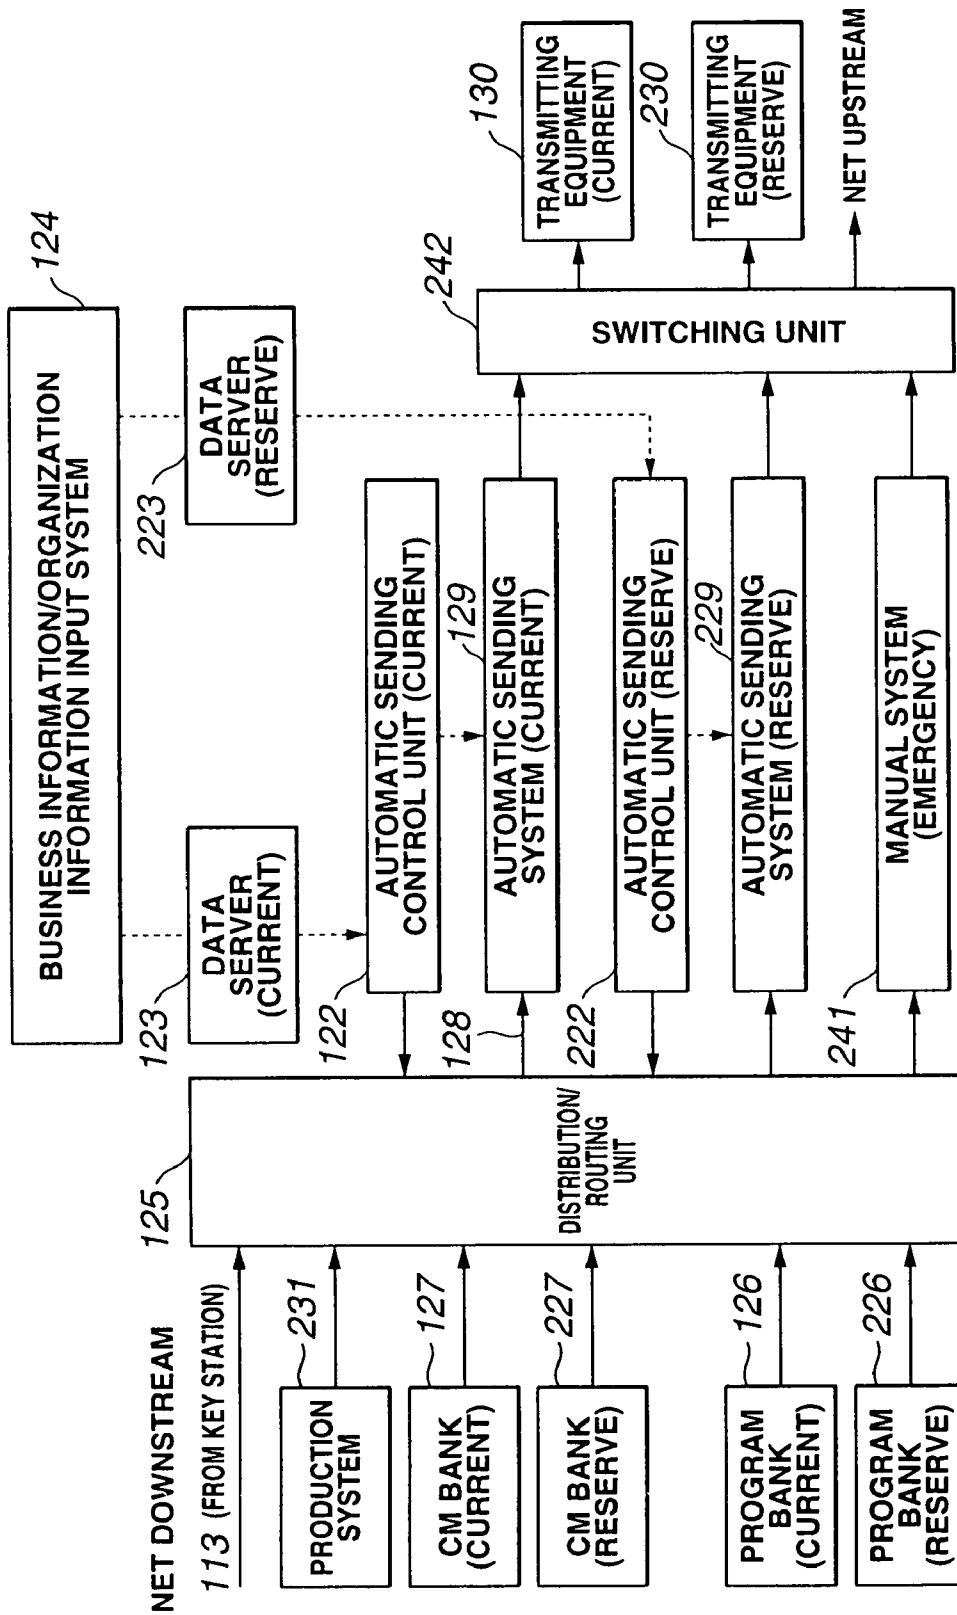 NET DOWNSTREAM
113 (FROM KEY STATION)
PRODUCTION
SYSTEM
231
CM BANK
(CURRENT)
127
CM BANK
(RESERVE)
227
PROGRAM
BANK
(CURRENT)
126
PROGRAM
BANK
(RESERVE)
226
125
DISTRIBUTION/
ROUTING
UNIT
BUSINESS INFORMATION/ORGANIZATION
INFORMATION INPUT SYSTEM
124
123
DATA
SERVER
(CURRENT)
223
DATA
SERVER
(RESERVE)
122
AUTOMATIC SENDING
CONTROL UNIT (CURRENT)
128
129
AUTOMATIC SENDING
SYSTEM (CURRENT)
222
AUTOMATIC SENDING
CONTROL UNIT (RESERVE)
229
AUTOMATIC SENDING
SYSTEM (RESERVE)
241
MANUAL SYSTEM
(EMERGENCY)
242
SWITCHING UNIT
130
TRANSMITTING
EQUIPMENT
(CURRENT)
230
TRANSMITTING
EQUIPMENT
(RESERVE)
NET UPSTREAM